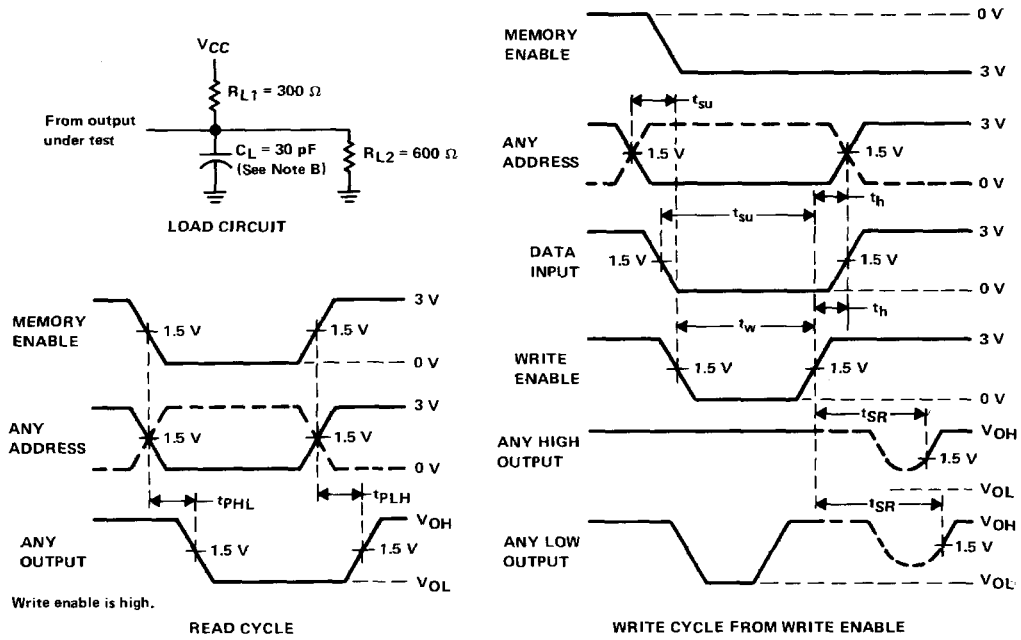 VCC
RL1 = 300 Ω
From output
under test
CL = 30 pF
(See Note B)
RL2 = 600 Ω
LOAD CIRCUIT
MEMORY
ENABLE
3 V
1.5 V
1.5 V
0 V
ANY
ADDRESS
3 V
1.5 V
1.5 V
0 V
tPHL
tPLH
ANY
OUTPUT
VOH
1.5 V
1.5 V
VOL
Write enable is high.
READ CYCLE
MEMORY
ENABLE
0 V
3 V
tsu
ANY
ADDRESS
3 V
1.5 V
1.5 V
0 V
th
tsu
DATA
INPUT
3 V
1.5 V
1.5 V
0 V
th
tw
WRITE
ENABLE
3 V
1.5 V
1.5 V
0 V
tSR
ANY HIGH
OUTPUT
VOH
1.5 V
VOL
tSR
ANY LOW
OUTPUT
VOH
1.5 V
VOL
WRITE CYCLE FROM WRITE ENABLE